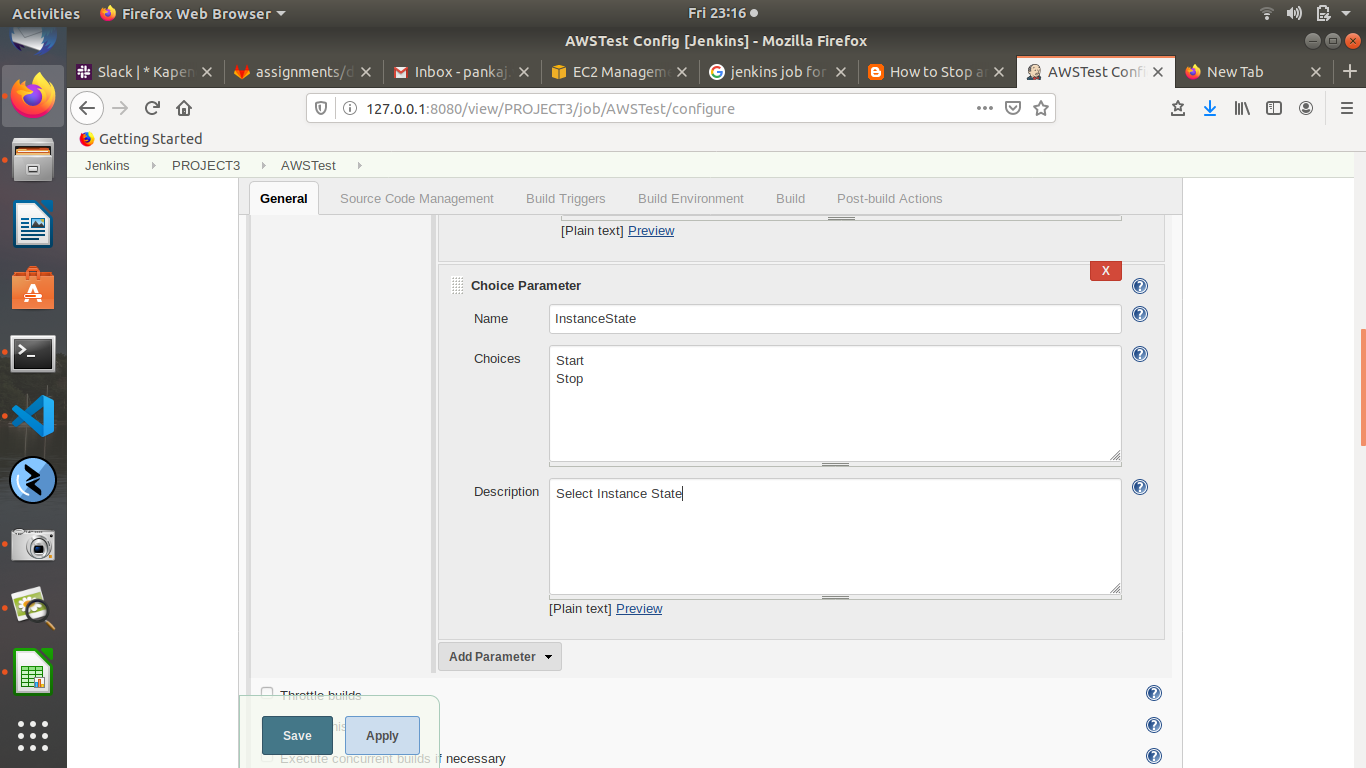 Activities Firefox Web Browser Fri 23:16
AWSTest Config [Jenkins] - Mozilla Firefox
Slack | * Kapen assignments/d Inbox - pankaj. EC2 Managem jenkins job for How to Stop a AWSTest Confi New Tab
127.0.0.1:8080/view/PROJECT3/job/AWSTest/configure
Getting Started
Jenkins PROJECT3 AWSTest
General Source Code Management Build Triggers Build Environment Build Post-build Actions
[Plain text] Preview
X
Choice Parameter
Name InstanceState
Choices Start
Stop
Description Select Instance State
[Plain text] Preview
Add Parameter
Throttle builds
Save Apply
Execute concurrent builds if necessary